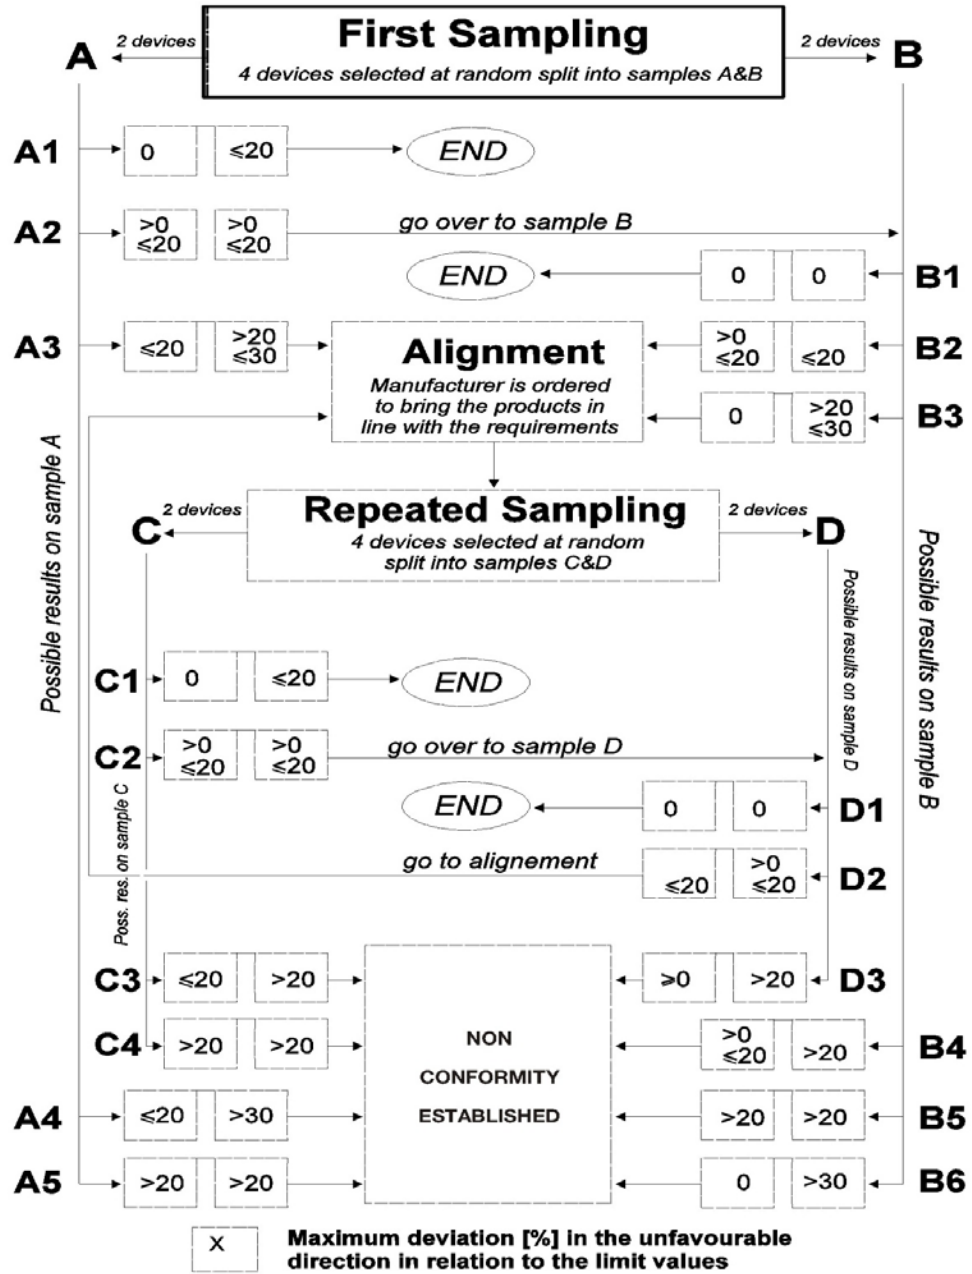 First Sampling
A
2 devices
4 devices selected at random split into samples A&B
2 devices
B
A1
0
⩽20
END
A2
>0
⩽20
>0
⩽20
go over to sample B
END
0
0
B1
A3
⩽20
>20
⩽30
Alignment
Manufacturer is ordered
to bring the products in
line with the requirements
>0
⩽20
⩽20
B2
0
>20
⩽30
B3
Possible results on sample A
C
2 devices
Repeated Sampling
4 devices selected at random
split into samples C&D
2 devices
D
Possible results on sample B
Possible results on sample D
C1
0
⩽20
END
C2
>0
⩽20
>0
⩽20
go over to sample D
Poss. res. on sample C
END
0
0
D1
go to alignement
⩽20
>0
⩽20
D2
C3
⩽20
>20
⩾0
>20
D3
C4
>20
>20
NON
CONFORMITY
ESTABLISHED
>0
⩽20
>20
B4
A4
⩽20
>30
>20
>20
B5
A5
>20
>20
0
>30
B6
X
Maximum deviation [%] in the unfavourable
direction in relation to the limit values